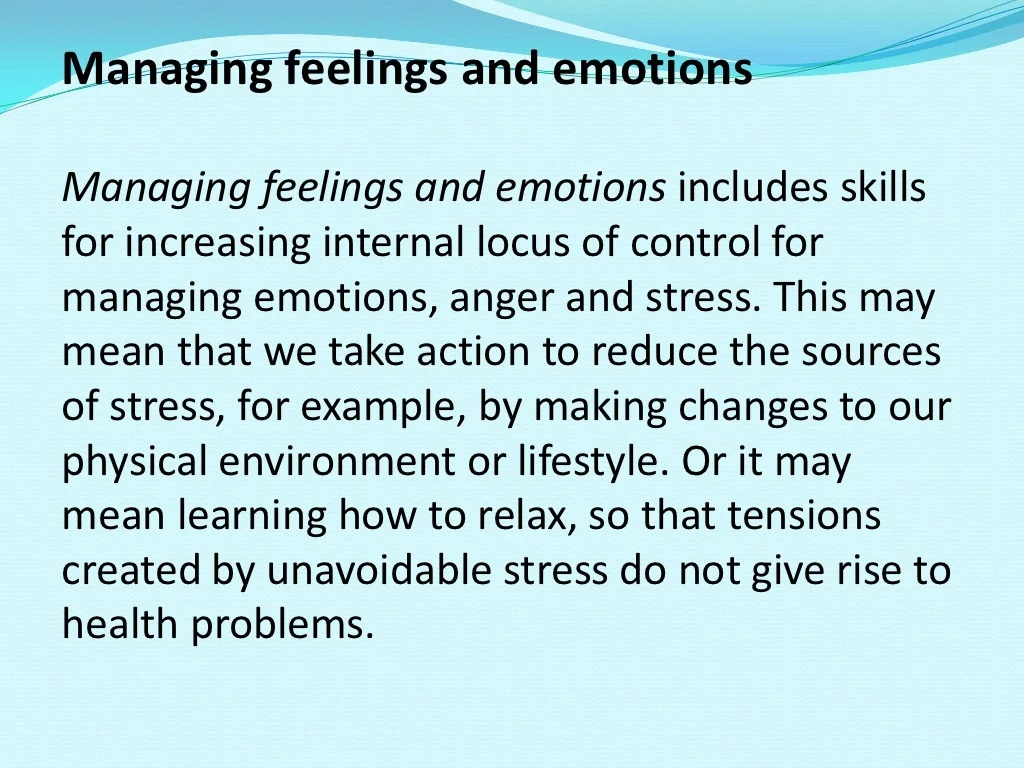 Managing feelings and emotions
Managing feelings and emotions includes skills
for increasing internal locus of control for
managing emotions, anger and stress. This may
mean that we take action to reduce the sources
of stress, for example, by making changes to our
physical environment or lifestyle. Or it may
mean learning how to relax, so that tensions
created by unavoidable stress do not give rise to
health problems.